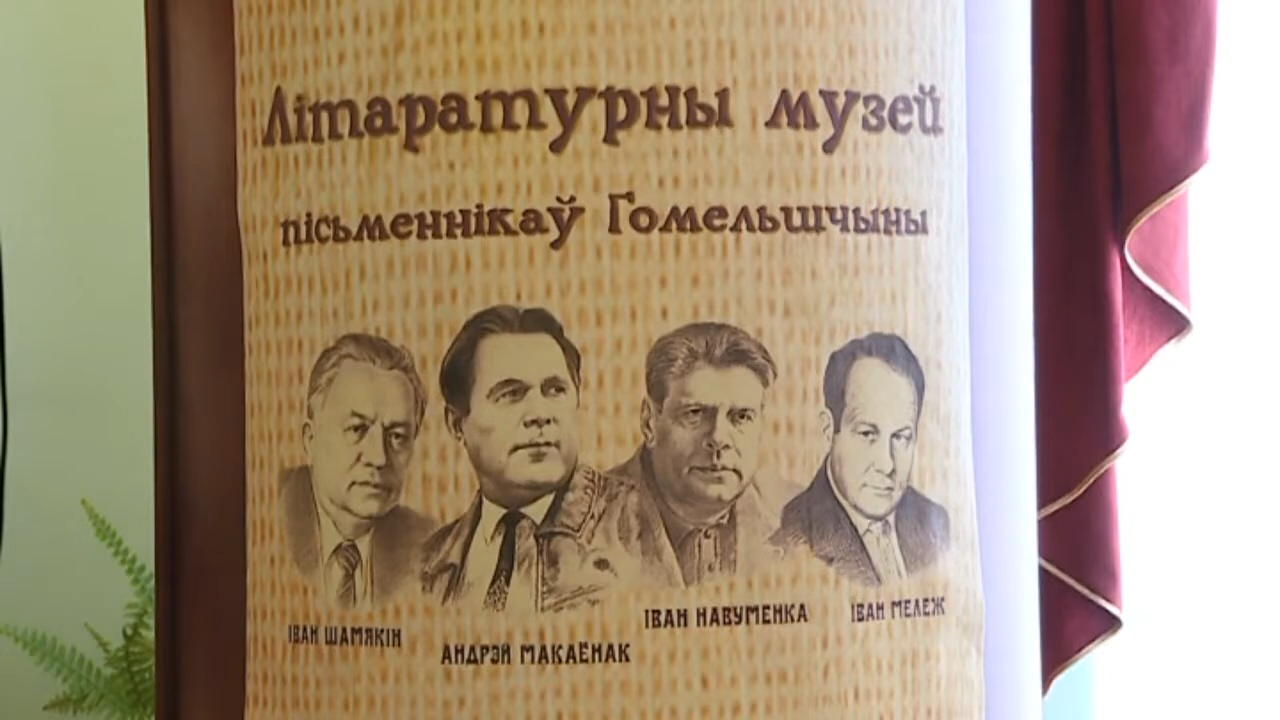 Літаратурны музей
пісьменнікаў Гомельшчыны
ІВАН ШАМЯКІН
АНДРЭЙ МАКАЁНАК
ІВАН НАВУМЕНКА
ІВАН МЕЛЕЖ